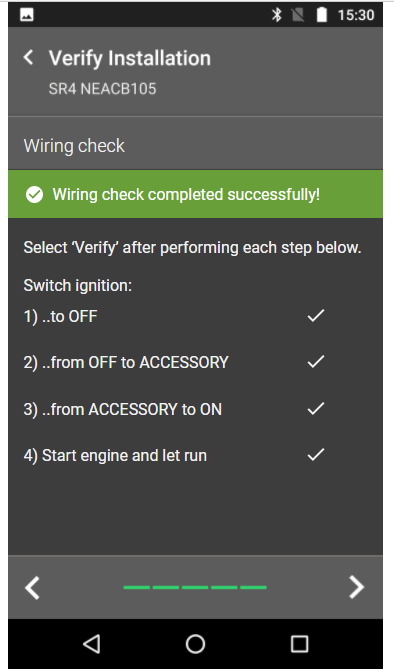 15:30
Verify Installation
SR4 NEACB105
Wiring check
Wiring check completed successfully!
Select ‘Verify’ after performing each step below.
Switch ignition:
1) ..to OFF
2) ..from OFF to ACCESSORY
3) ..from ACCESSORY to ON
4) Start engine and let run